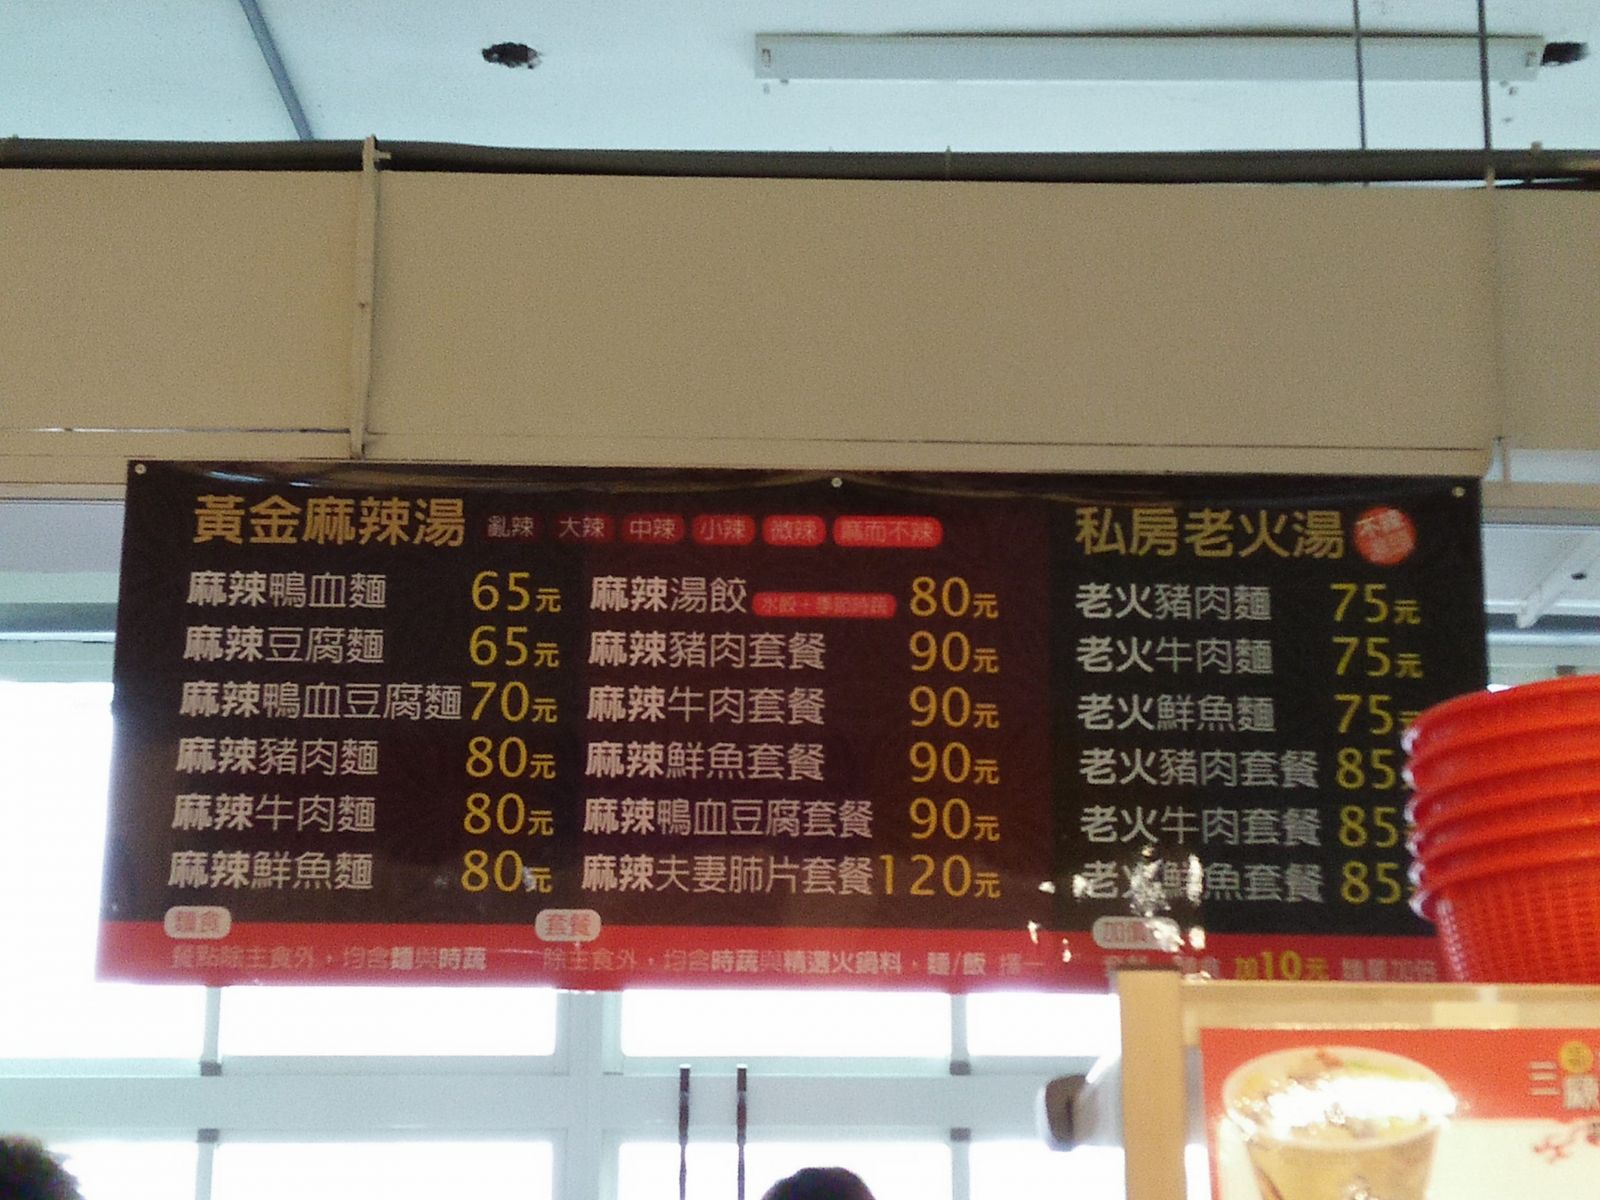 黃金麻辣湯 亂辣 大辣 中辣 小辣 微辣 麻而不辣
麻辣鴨血麵 65元
麻辣豆腐麵 65元
麻辣鴨血豆腐麵 70元
麻辣豬肉麵 80元
麻辣牛肉麵 80元
麻辣鮮魚麵 80元
麻辣湯餃 水餃+季節時蔬 80元
麻辣豬肉套餐 90元
麻辣牛肉套餐 90元
麻辣鮮魚套餐 90元
麻辣鴨血豆腐套餐 90元
麻辣夫妻肺片套餐 120元
私房老火湯
老火豬肉麵 75元
老火牛肉麵 75元
老火鮮魚麵 75元
老火豬肉套餐 85
老火牛肉套餐 85
老火鮮魚套餐 85
麵食
餐點除主食外，均含麵與時蔬
套餐
除主食外，均含時蔬與精選火鍋料，麵/飯 擇一
加價
加10元
三顧